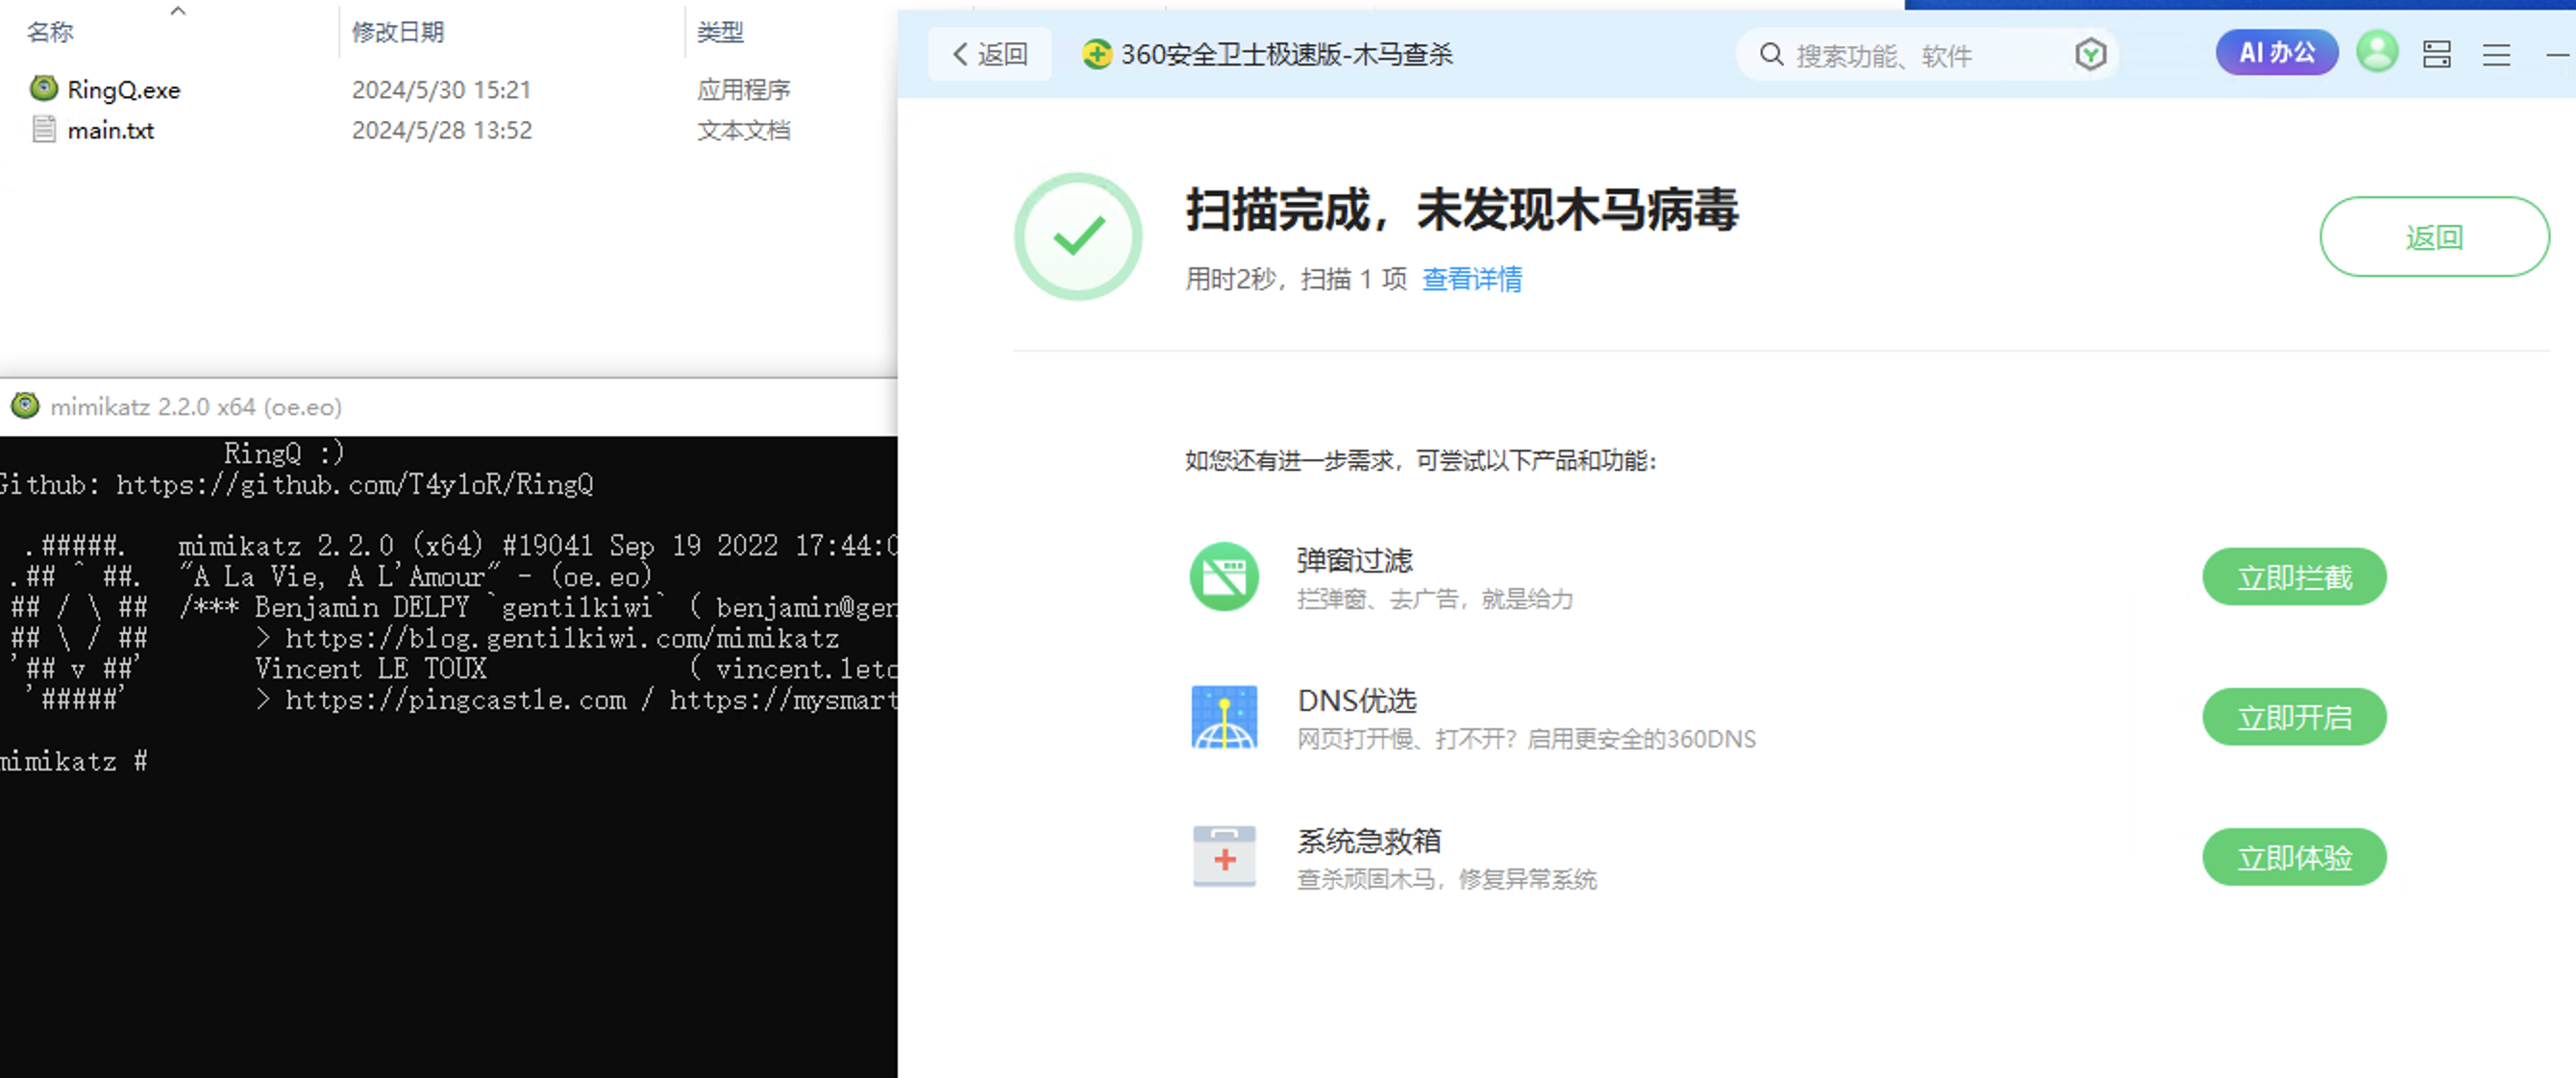 名称 修改日期 类型
RingQ.exe 2024/5/30 15:21 应用程序
main.txt 2024/5/28 13:52 文本文档
mimikatz 2.2.0 x64 (oe.eo)
RingQ :)
Github: https://github.com/T4y1oR/RingQ
.#####. mimikatz 2.2.0 (x64) #19041 Sep 19 2022 17:44:0
.## ^ ##. "A La Vie, A L'Amour" - (oe.eo)
## / \ ## /*** Benjamin DELPY `gentilkiwi` ( benjamin@gen
## \ / ## > https://blog.gentilkiwi.com/mimikatz
'## v ##' Vincent LE TOUX ( vincent.leto
'#####' > https://pingcastle.com / https://mysmart
mimikatz #
返回 360安全卫士极速版-木马查杀 搜索功能、软件 AI 办公
扫描完成，未发现木马病毒
用时2秒，扫描 1 项 查看详情
返回
如您还有进一步需求，可尝试以下产品和功能：
弹窗过滤
拦弹窗、去广告，就是给力
立即拦截
DNS优选
网页打开慢、打不开？启用更安全的360DNS
立即开启
系统急救箱
查杀顽固木马，修复异常系统
立即体验